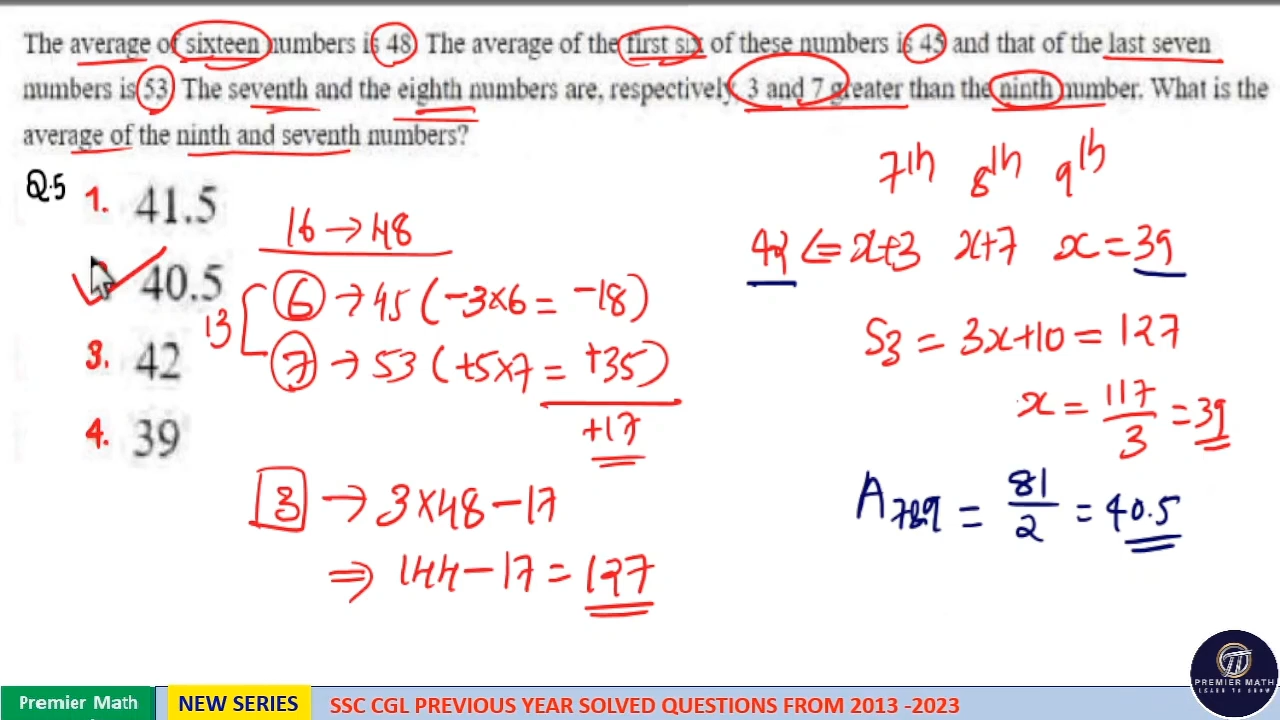 The average of sixteen numbers is 48. The average of the first six of these numbers is 45 and that of the last seven
numbers is 53. The seventh and the eighth numbers are, respectively, 3 and 7 greater than the ninth number. What is the
average of the ninth and seventh numbers?
Q.5
1. 41.5
40.5
3. 42
4. 39
16 → 48
13
6 → 45 (-3×6 = -18)
7 → 53 (+5×7 = +35)
+17
3 → 3×48-17
⇒ 144-17 = 127
7th 8th 9th
42 <= x+3 x+7 x = 39
S3 = 3x+10 = 127
x = 117/3 = 39
A7&9 = 81/2 = 40.5
PREMIER MATH
LEARN TO GROW
Premier Math
NEW SERIES
SSC CGL PREVIOUS YEAR SOLVED QUESTIONS FROM 2013 -2023